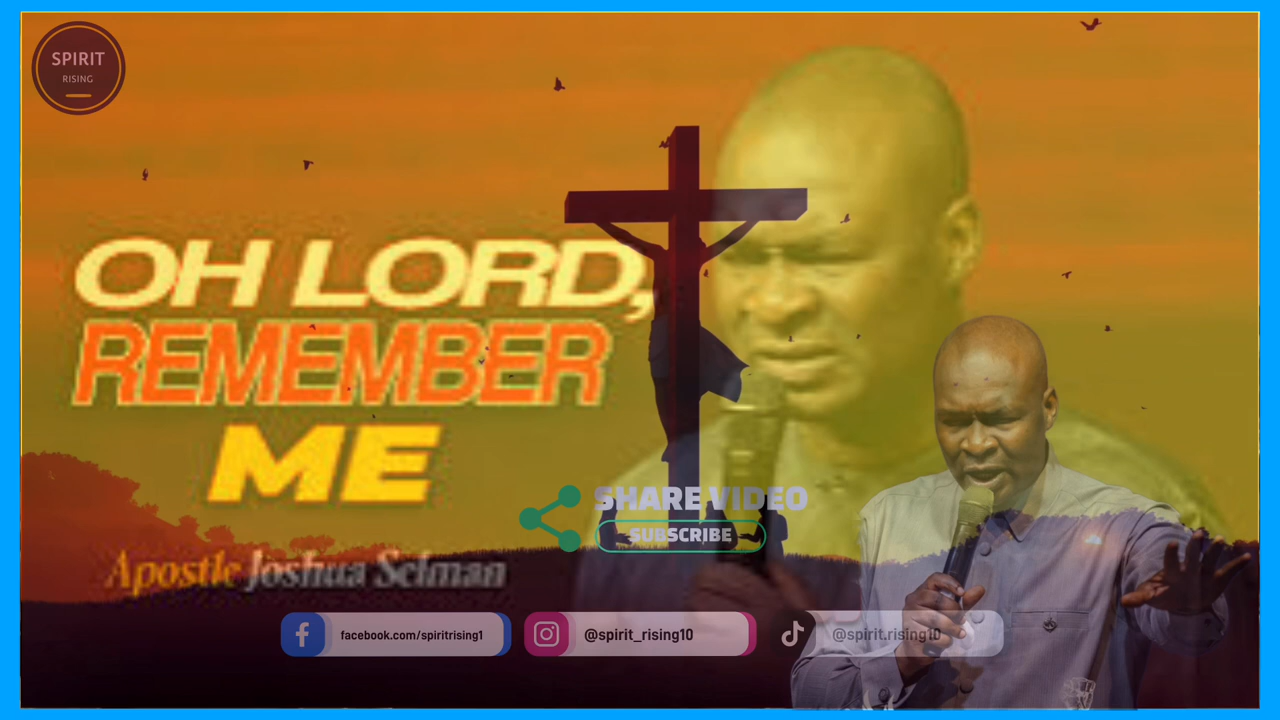 SPIRIT
RISING
OH LORD,
REMEMBER
ME
SHARE VIDEO
SUBSCRIBE
Apostle Joshua Selman
facebook.com/spiritrising1
@spirit_rising10
@spirit.rising10